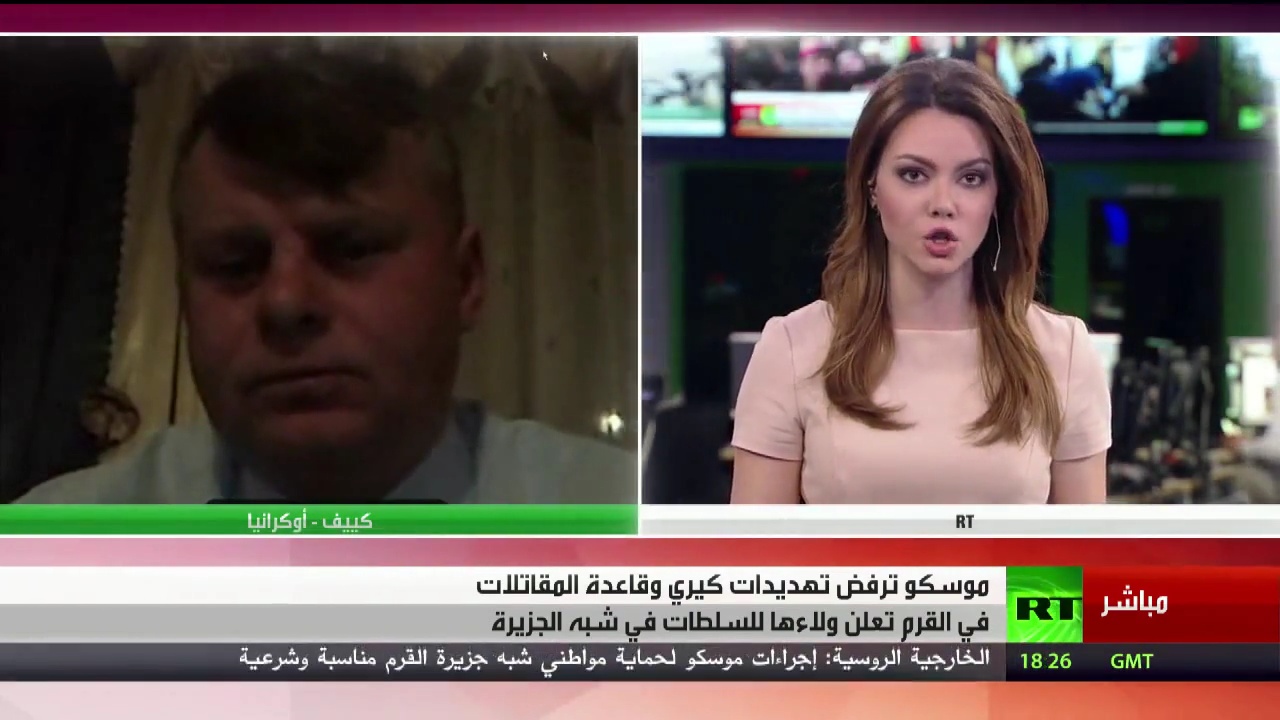 كييف - أوكرانيا
RT
موسكو ترفض تهديدات كيري وقاعدة المقاتلات
في القرم تعلن ولاءها للسلطات في شبه الجزيرة
RT
مباشر
الخارجية الروسية: إجراءات موسكو لحماية مواطني شبه جزيرة القرم مناسبة وشرعية
18:26 GMT